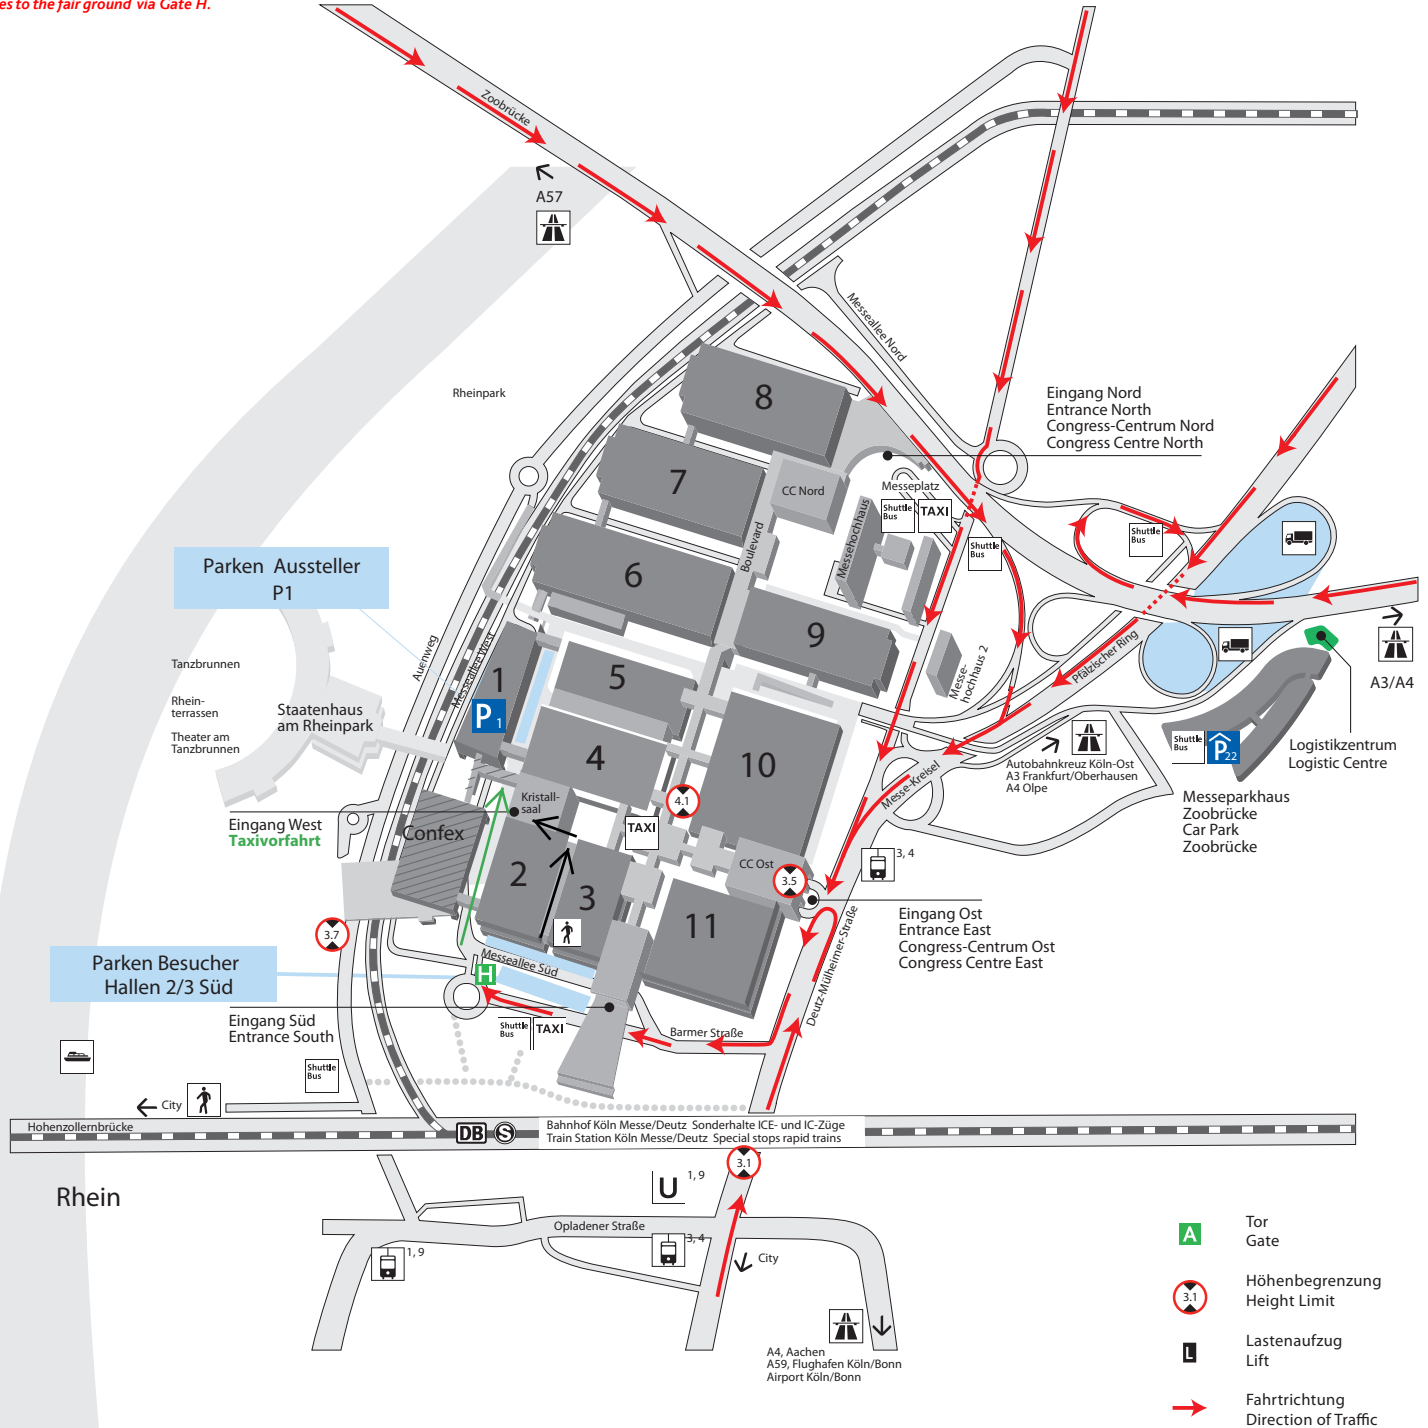 es to the fair ground via Gate H.
Zoobrücke
A57
Messeallee Nord
Rheinpark
8
Eingang Nord
Entrance North
Congress-Centrum Nord
Congress Centre North
7
CC Nord
Messeplatz
Shuttle
Bus
TAXI
Messehochhaus
Boulevard
Shuttle
Bus
Shuttle
Bus
6
Parken Aussteller
P1
9
Auenweg
Messeallee West
Tanzbrunnen
Rhein-
terrassen
Theater am
Tanzbrunnen
Staatenhaus
am Rheinpark
1
P 1
5
4
10
Messe-
hochhaus 2
Pfälzischer Ring
A3/A4
Shuttle
Bus
P22
Logistikzentrum
Logistic Centre
Autobahnkreuz Köln-Ost
A3 Frankfurt/Oberhausen
A4 Olpe
Messe-Kreisel
Messeparkhaus
Zoobrücke
Car Park
Zoobrücke
Kristall-
saal
4.1
TAXI
Eingang West
Taxivorfahrt
Confex
2
3
CC Ost
3.5
3, 4
11
Eingang Ost
Entrance East
Congress-Centrum Ost
Congress Centre East
3.7
Deutz-Mülheimer-Straße
Parken Besucher
Hallen 2/3 Süd
Messeallee Süd
H
Eingang Süd
Entrance South
Shuttle
Bus
TAXI
Barmer Straße
Shuttle
Bus
City
Hohenzollernbrücke
DB
S
Bahnhof Köln Messe/Deutz Sonderhalte ICE- und IC-Züge
Train Station Köln Messe/Deutz Special stops rapid trains
3.1
Rhein
U
1, 9
Opladener Straße
1, 9
3, 4
City
A4, Aachen
A59, Flughafen Köln/Bonn
Airport Köln/Bonn
A
Tor
Gate
3.1
Höhenbegrenzung
Height Limit
L
Lastenaufzug
Lift
Fahrtrichtung
Direction of Traffic